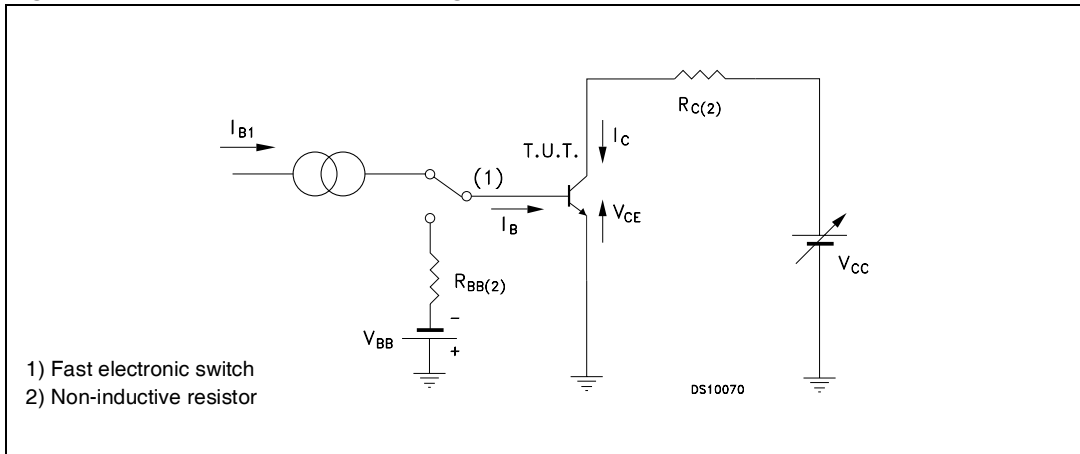 I_B1
T.U.T.
I_C
R_C(2)
(1)
I_B
V_CE
V_CC
R_BB(2)
V_BB
-
+
1) Fast electronic switch
2) Non-inductive resistor
DS10070